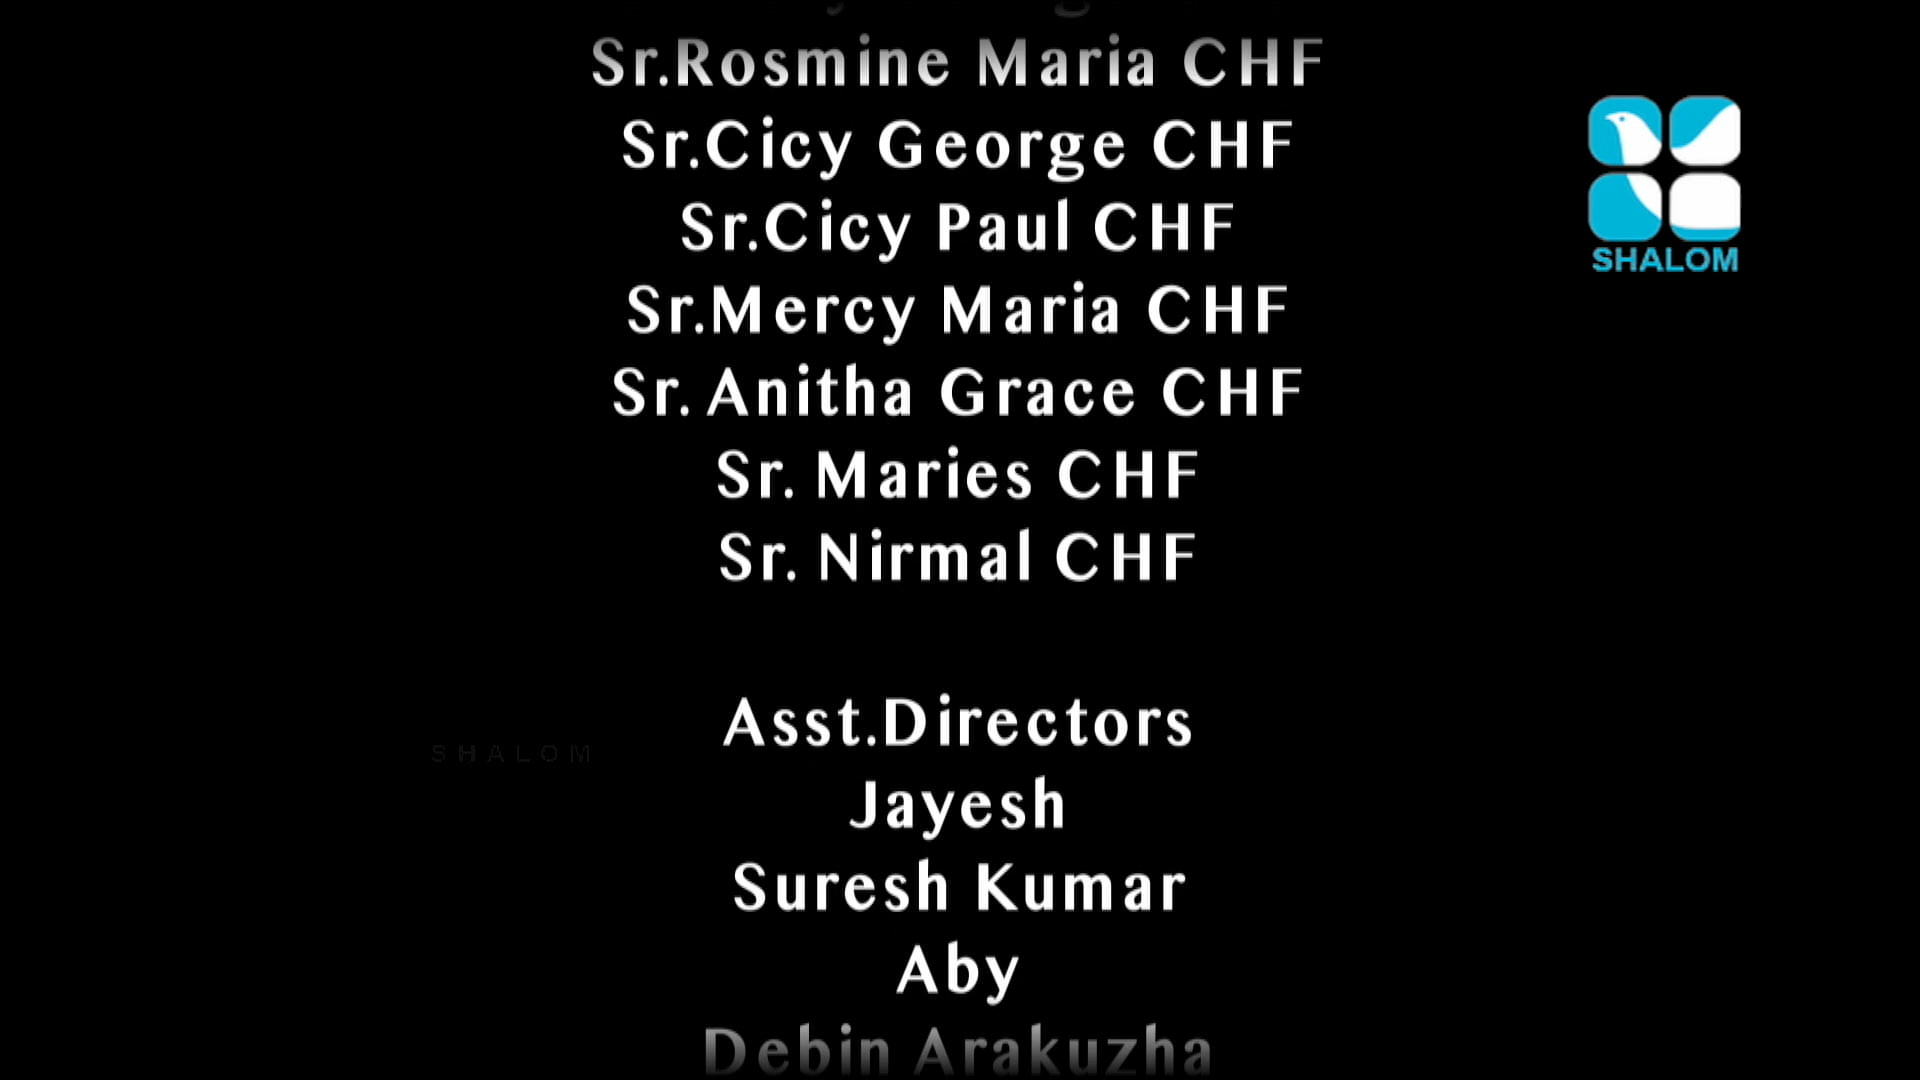 Sr.Rosmine Maria CHF
Sr.Cicy George CHF
Sr.Cicy Paul CHF
Sr.Mercy Maria CHF
Sr. Anitha Grace CHF
Sr. Maries CHF
Sr. Nirmal CHF
Asst.Directors
Jayesh
Suresh Kumar
Aby
Debin Arakuzha
SHALOM
SHALOM